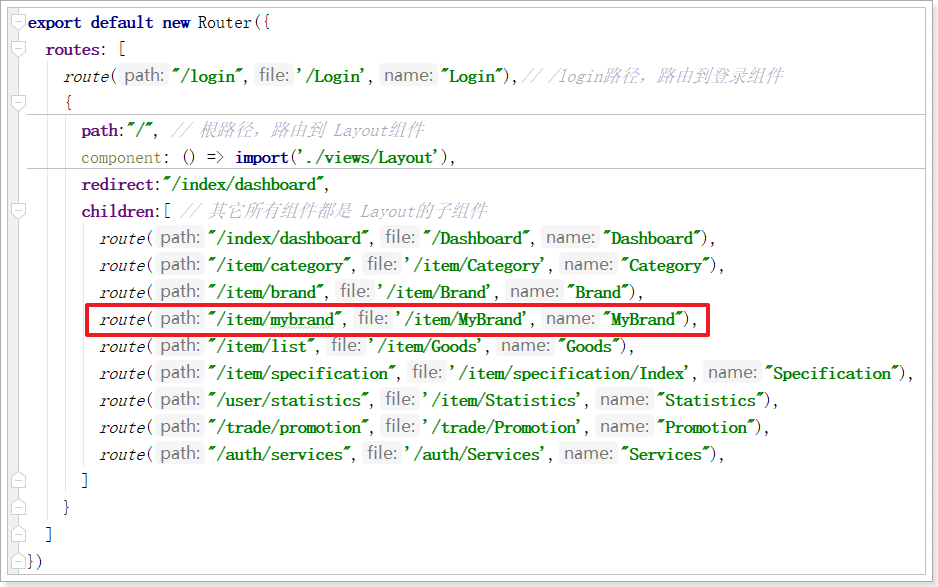 export default new Router({
routes: [
route( path: "/login", file: '/Login', name: "Login"), // /login路径，路由到登录组件
{
path:"/", // 根路径，路由到 Layout组件
component: () => import('./views/Layout'),
redirect:"/index/dashboard",
children:[ // 其它所有组件都是 Layout的子组件
route( path: "/index/dashboard", file: "/Dashboard", name: "Dashboard"),
route( path: "/item/category", file: '/item/Category', name: "Category"),
route( path: "/item/brand", file: '/item/Brand', name: "Brand"),
route( path: "/item/mybrand", file: '/item/MyBrand', name: "MyBrand"),
route( path: "/item/list", file: '/item/Goods', name: "Goods"),
route( path: "/item/specification", file: '/item/specification/Index', name: "Specification"),
route( path: "/user/statistics", file: '/item/Statistics', name: "Statistics"),
route( path: "/trade/promotion", file: '/trade/Promotion', name: "Promotion"),
route( path: "/auth/services", file: '/auth/Services', name: "Services"),
]
}
]
})